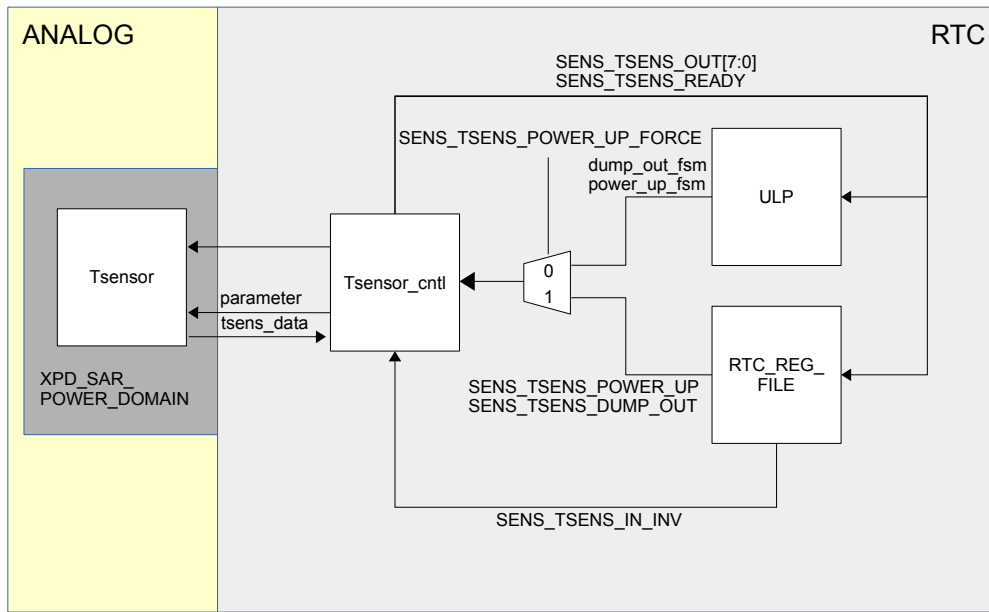 ANALOG
RTC
SENS_TSENS_OUT[7:0]
SENS_TSENS_READY
SENS_TSENS_POWER_UP_FORCE
dump_out_fsm
power_up_fsm
ULP
Tsensor
Tsensor_cntl
0
1
parameter
tsens_data
XPD_SAR_
POWER_DOMAIN
RTC_REG_
FILE
SENS_TSENS_POWER_UP
SENS_TSENS_DUMP_OUT
SENS_TSENS_IN_INV